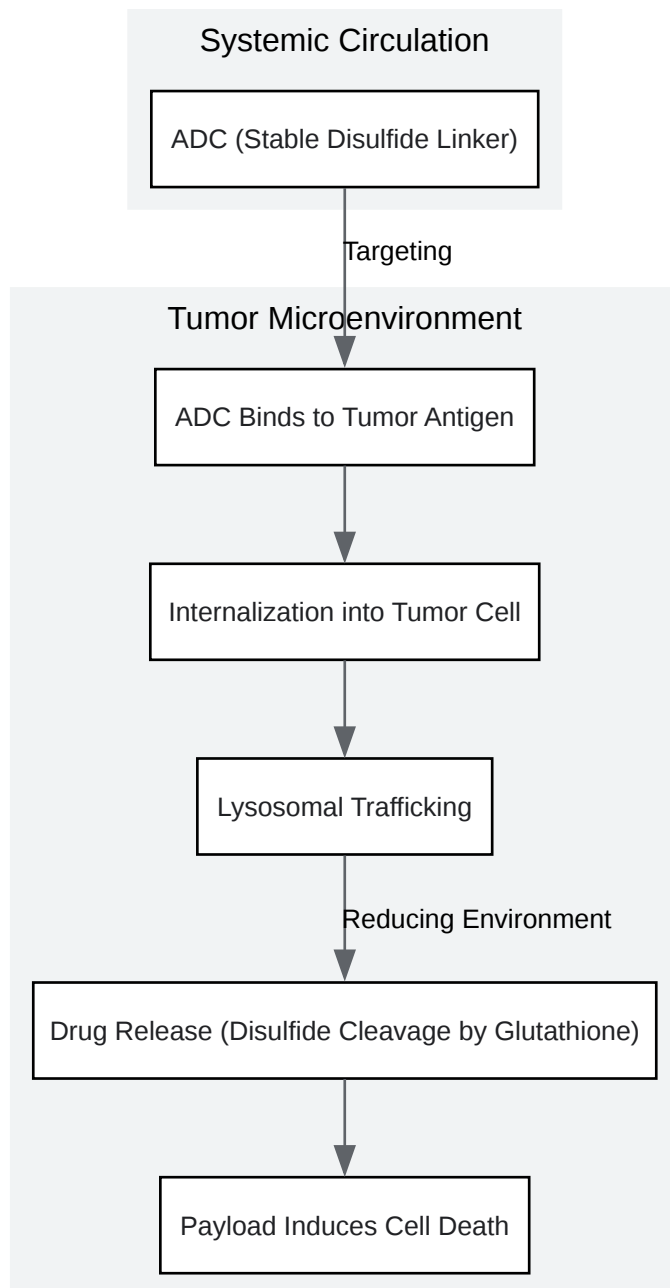 Systemic Circulation
ADC (Stable Disulfide Linker)
Targeting
Tumor Microenvironment
ADC Binds to Tumor Antigen
Internalization into Tumor Cell
Lysosomal Trafficking
Reducing Environment
Drug Release (Disulfide Cleavage by Glutathione)
Payload Induces Cell Death